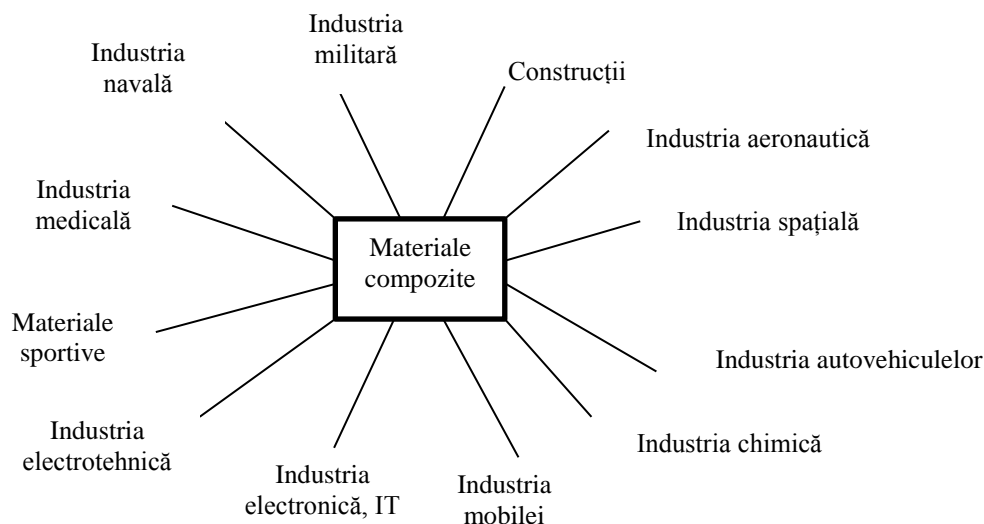 Industria
navală
Industria
militară
Construcții
Industria aeronautică
Industria
medicală
Industria spațială
Materiale
compozite
Materiale
sportive
Industria autovehiculelor
Industria
electrotehnică
Industria chimică
Industria
electronică, IT
Industria
mobilei